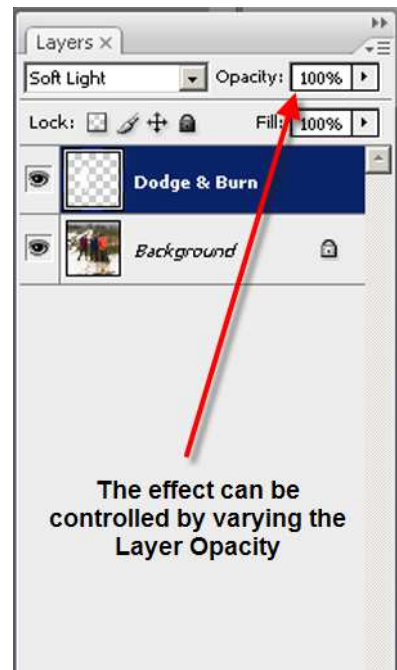 Layers ×
Soft Light Opacity: 100%
Lock: Fill: 100%
Dodge & Burn
Background
The effect can be
controlled by varying the
Layer Opacity